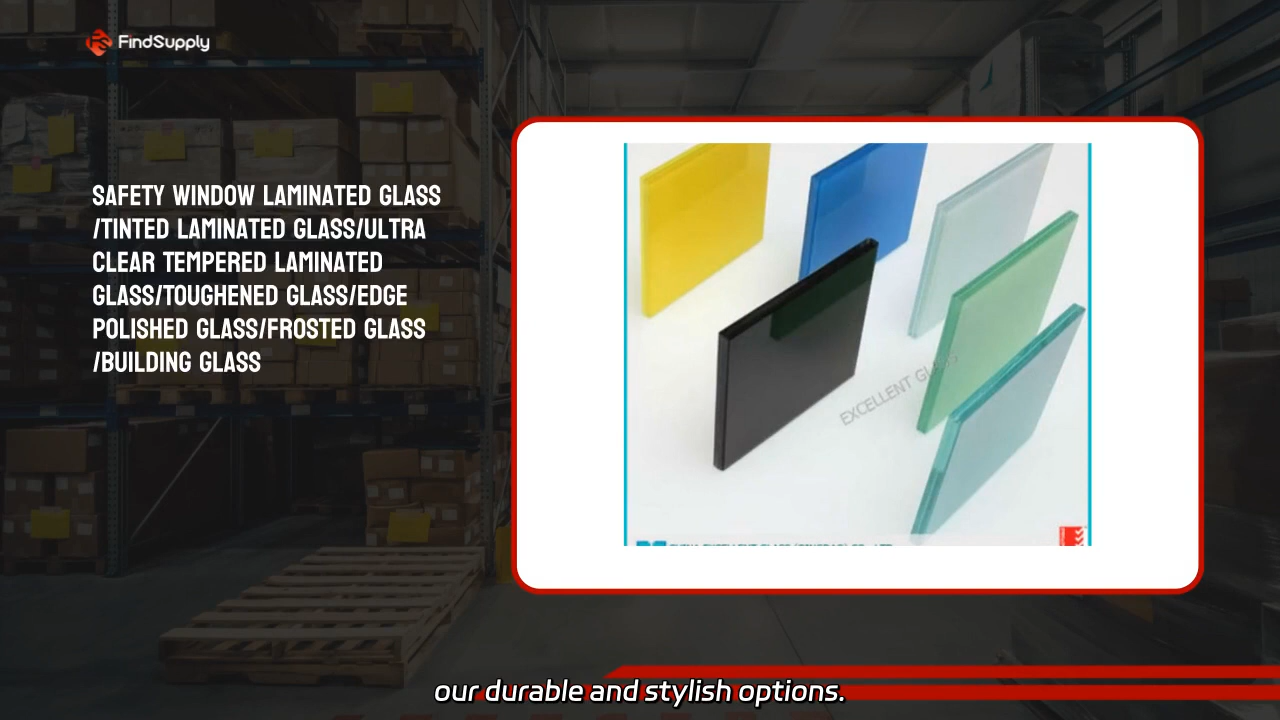 FindSupply
SAFETY WINDOW LAMINATED GLASS
/TINTED LAMINATED GLASS/ULTRA
CLEAR TEMPERED LAMINATED
GLASS/TOUGHENED GLASS/EDGE
POLISHED GLASS/FROSTED GLASS
/BUILDING GLASS
EXCELLENT GLASS
our durable and stylish options.